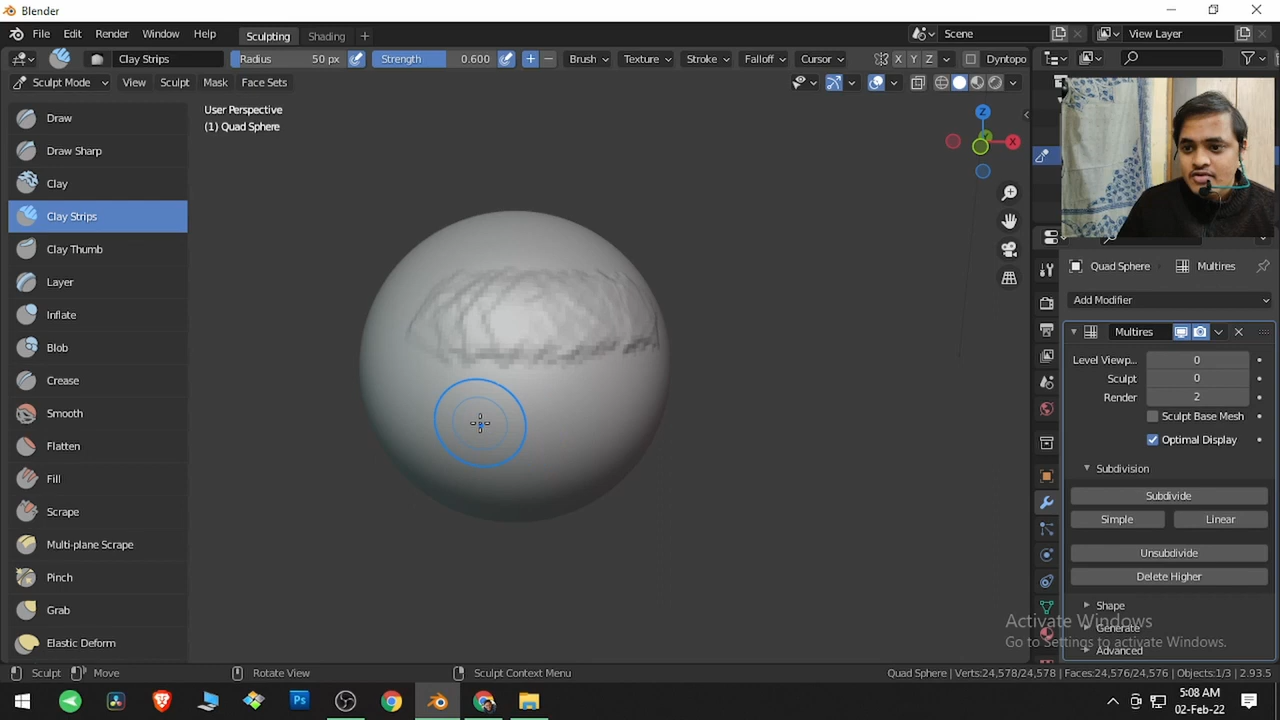 Blender
File Edit Render Window Help Sculpting Shading + Scene View Layer
Clay Strips Radius 50 px Strength 0.600 + − Brush Texture Stroke Falloff Cursor X Y Z Dyntopo
Sculpt Mode View Sculpt Mask Face Sets
User Perspective
(1) Quad Sphere
Z
X
Draw
Draw Sharp
Clay
Clay Strips
Clay Thumb
Layer
Inflate
Blob
Crease
Smooth
Flatten
Fill
Scrape
Multi-plane Scrape
Pinch
Grab
Elastic Deform
Quad Sphere Multires
Add Modifier
Multires
Level Viewp... 0
Sculpt 0
Render 2
Sculpt Base Mesh
Optimal Display
Subdivision
Subdivide
Simple Linear
Unsubdivide
Delete Higher
Shape
Generate
Advanced
Activate Windows
Go to Settings to activate Windows.
Sculpt Move Rotate View Sculpt Context Menu Quad Sphere | Verts:24,578/24,578 | Faces:24,576/24,576 | Objects:1/3 | 2.93.5
Ps
5:08 AM
02-Feb-22